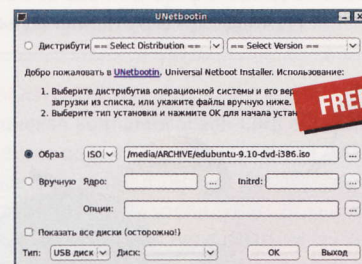 UNetbootin
Дистрибути == Select Distribution == == Select Version ==
Добро пожаловать в UNetbootin, Universal Netboot Installer. Использование:
1. Выберите дистрибутив операционной системы и его вер
загрузки из списка, или укажите файлы вручную ниже.
2. Выберите тип установки и нажмите OK для начала устан
FREE
Образ ISO /media/ARCHIVE/edubuntu-9.10-dvd-i386.iso ...
Вручную Ядро: ... Initrd: ...
Опции: ...
Показать все диски (осторожно!)
Тип: USB диск Диск: OK Выход